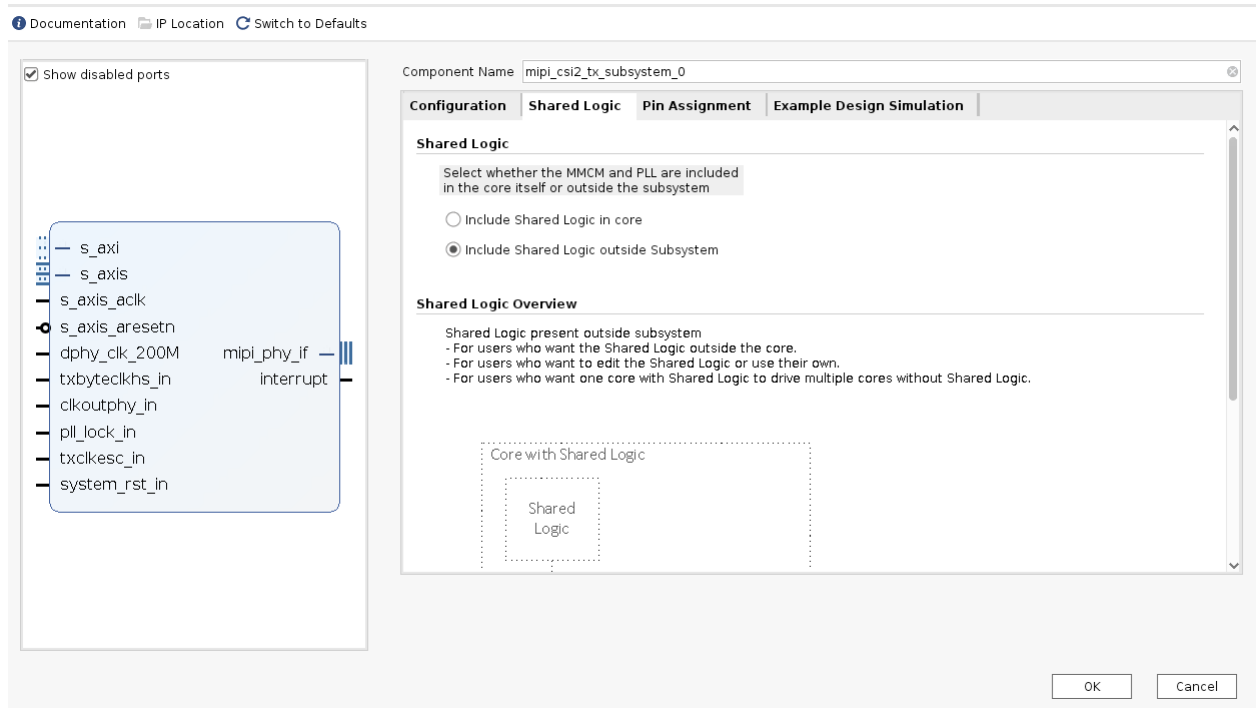 Documentation IP Location Switch to Defaults
Show disabled ports
s_axi
s_axis
s_axis_aclk
s_axis_aresetn
dphy_clk_200M mipi_phy_if
txbyteclkhs_in interrupt
clkoutphy_in
pll_lock_in
txclkesc_in
system_rst_in
Component Name mipi_csi2_tx_subsystem_0
Configuration Shared Logic Pin Assignment Example Design Simulation
Shared Logic
Select whether the MMCM and PLL are included
in the core itself or outside the subsystem
Include Shared Logic in core
Include Shared Logic outside Subsystem
Shared Logic Overview
Shared Logic present outside subsystem
- For users who want the Shared Logic outside the core.
- For users who want to edit the Shared Logic or use their own.
- For users who want one core with Shared Logic to drive multiple cores without Shared Logic.
Core with Shared Logic
Shared
Logic
OK Cancel